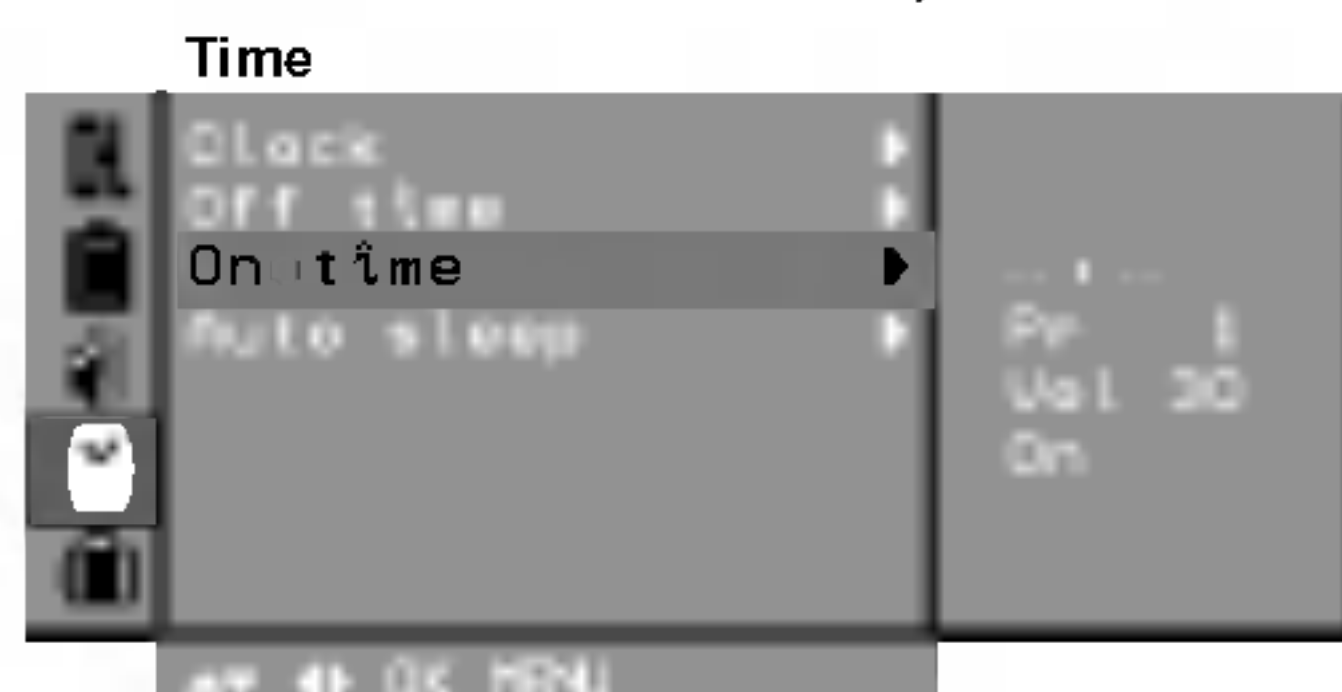 Time
Clock
Off time
On time
Auto sleep
-- : --
Pr 1
Vol 30
On
OK MENU